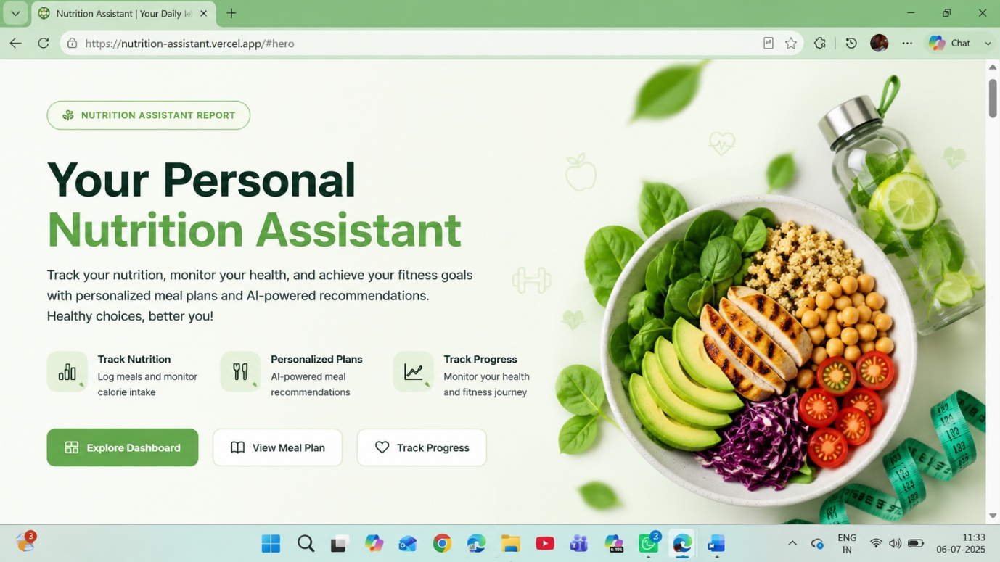 Nutrition Assistant | Your Daily
https://nutrition-assistant.vercel.app/#hero
Chat
NUTRITION ASSISTANT REPORT
Your Personal
Nutrition Assistant
Track your nutrition, monitor your health, and achieve your fitness goals
with personalized meal plans and AI-powered recommendations.
Healthy choices, better you!
Track Nutrition
Log meals and monitor
calorie intake
Personalized Plans
AI-powered meal
recommendations
Track Progress
Monitor your health
and fitness journey
Explore Dashboard
View Meal Plan
Track Progress
3
3
ENG
IN
11:33
06-07-2025